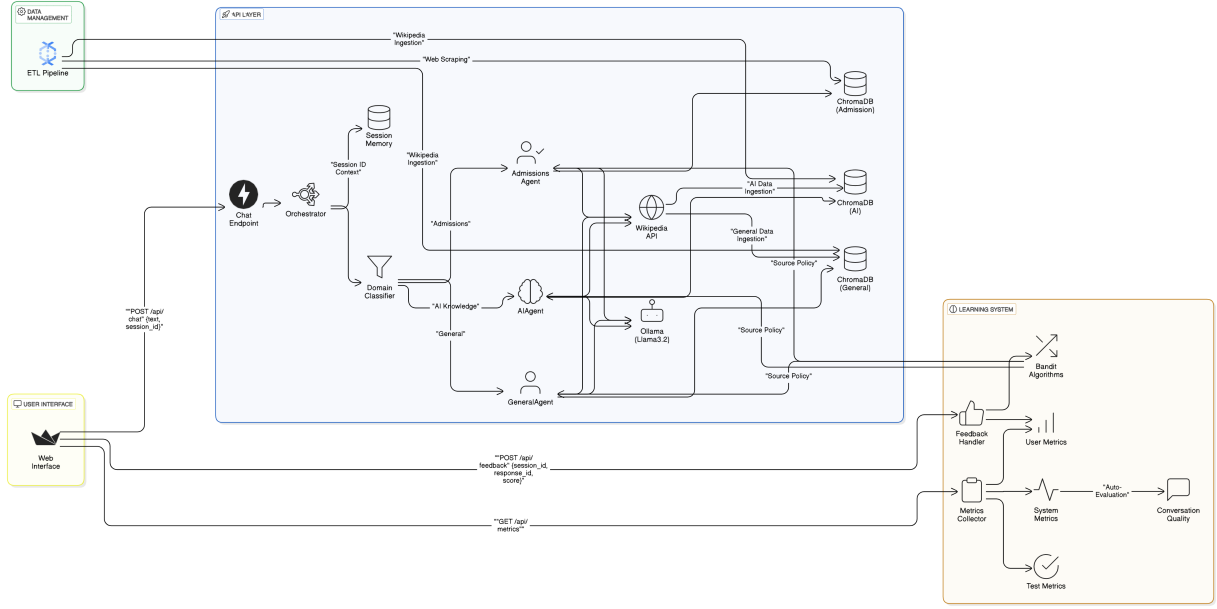 DATA
MANAGEMENT
ETL Pipeline
API LAYER
"Wikipedia
Ingestion"
"Web Scraping"
ChromaDB
(Admission)
Session
Memory
"Session ID
Context"
"Wikipedia
Ingestion"
Admissions
Agent
"AI Data
Ingestion"
ChromaDB
(AI)
Chat
Endpoint
Orchestrator
"Admissions"
Wikipedia
API
"General Data
Ingestion"
"Source Policy"
ChromaDB
(General)
Domain
Classifier
"AI Knowledge"
AIAgent
"General"
Ollama
(Llama3.2)
"Source Policy"
"Source Policy"
GeneralAgent
""POST /api/
chat" {text,
session_id}"
LEARNING SYSTEM
Bandit
Algorithms
USER INTERFACE
Web
Interface
Feedback
Handler
User Metrics
""POST /api/
feedback" {session_id,
response_id,
score}"
Metrics
Collector
System
Metrics
"Auto-
Evaluation"
Conversation
Quality
""GET /api/
metrics""
Test Metrics